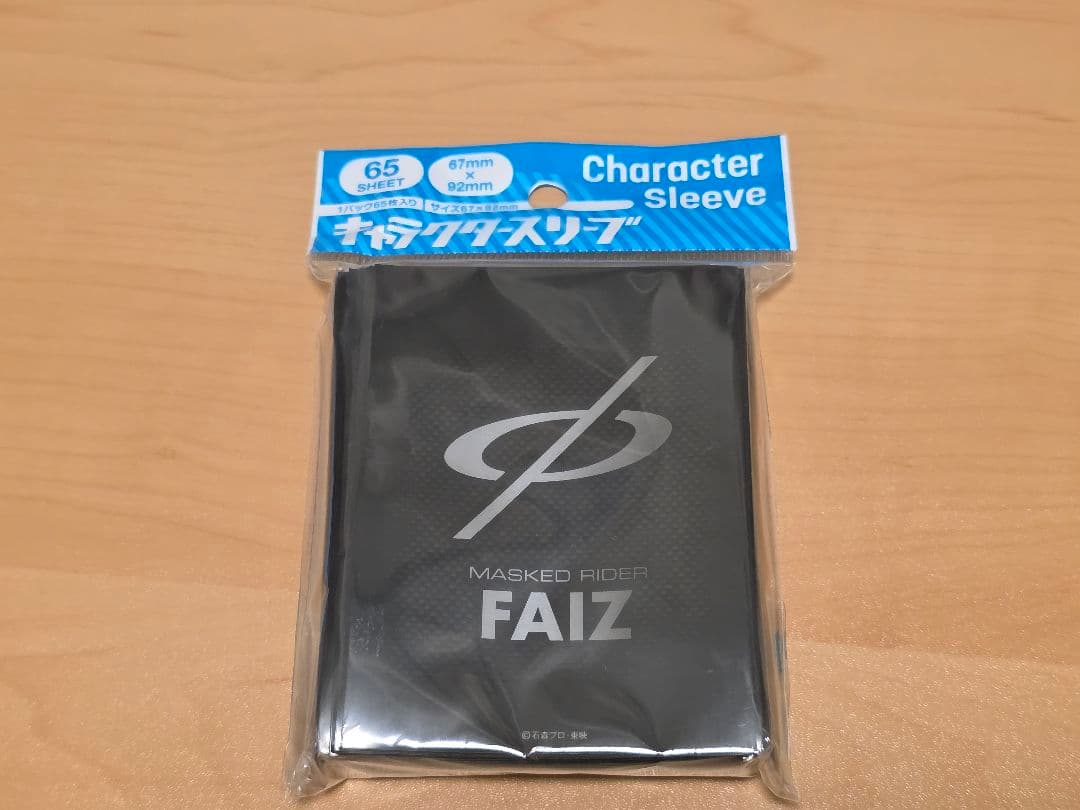 65
SHEET
67mm
×
92mm
Character
Sleeve
1パック65枚入り
サイズ67×92mm
キャラクタースリーブ
MASKED RIDER
FAIZ
©石森プロ・東映